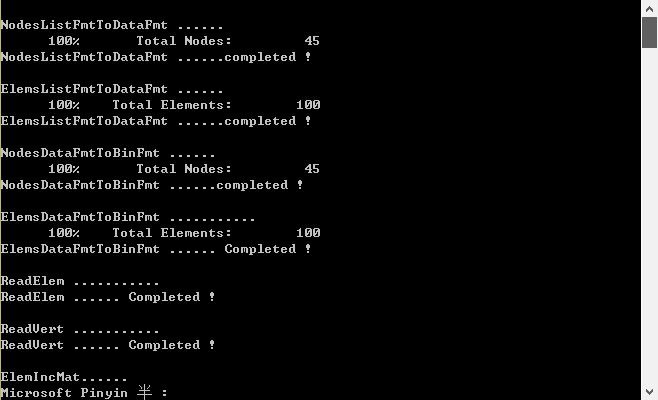 NodesListFmtToDataFmt ......
100% Total Nodes: 45
NodesListFmtToDataFmt ......completed !
ElemsListFmtToDataFmt ......
100% Total Elements: 100
ElemsListFmtToDataFmt ......completed !
NodesDataFmtToBinFmt ......
100% Total Nodes: 45
NodesDataFmtToBinFmt ......completed !
ElemsDataFmtToBinFmt ...........
100% Total Elements: 100
ElemsDataFmtToBinFmt ...... Completed !
ReadElem ...........
ReadElem ...... Completed !
ReadVert ...........
ReadVert ...... Completed !
ElemIncMat......
Microsoft Pinyin 半 :